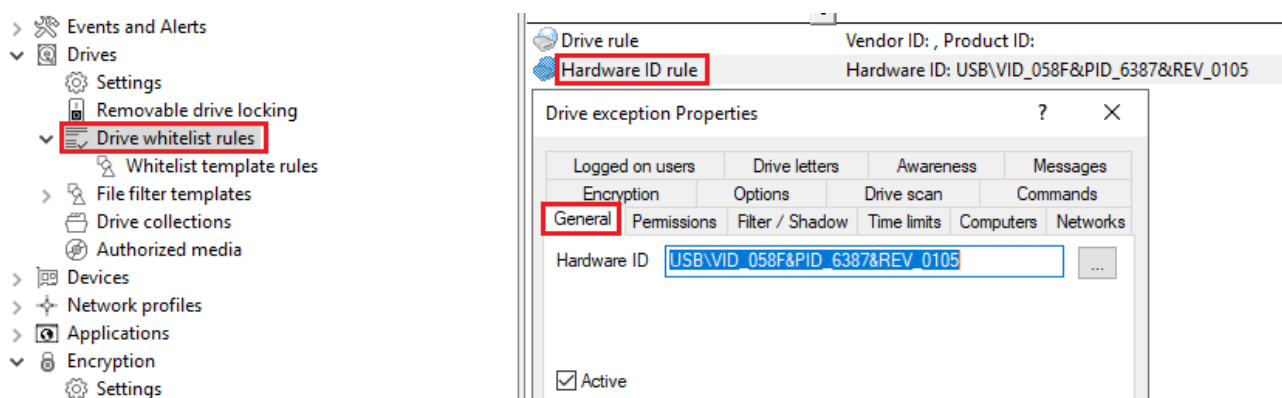 Events and Alerts
Drives
Settings
Removable drive locking
Drive whitelist rules
Whitelist template rules
File filter templates
Drive collections
Authorized media
Devices
Network profiles
Applications
Encryption
Settings
Drive rule Vendor ID: , Product ID:
Hardware ID rule Hardware ID: USB\VID_058F&PID_6387&REV_0105
Drive exception Properties ? ×
Logged on users Drive letters Awareness Messages
Encryption Options Drive scan Commands
General Permissions Filter / Shadow Time limits Computers Networks
Hardware ID USB\VID_058F&PID_6387&REV_0105 ...
Active